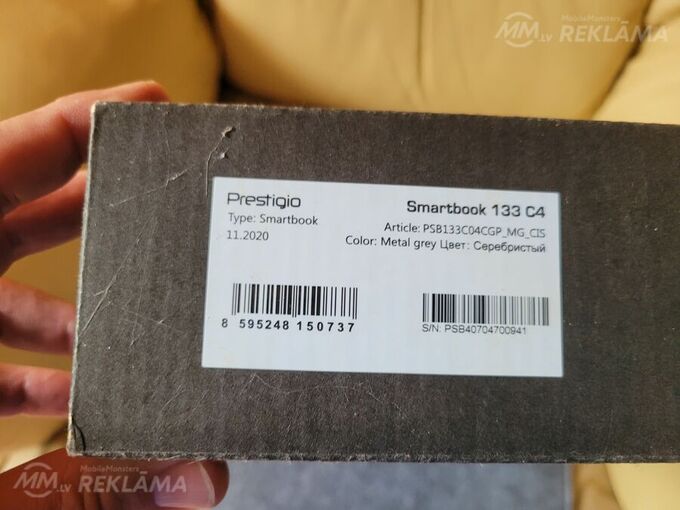 MobileMonsters
MM.LV REKLĀMA
Prestigio
Smartbook 133 C4
Type: Smartbook
Article: PSB133C04CGP_MG_CIS
11.2020
Color: Metal grey Цвет: Серебристый
8 595248 150737
S/N: PSB40704700941
MobileMonsters
MM.LV REKLĀMA